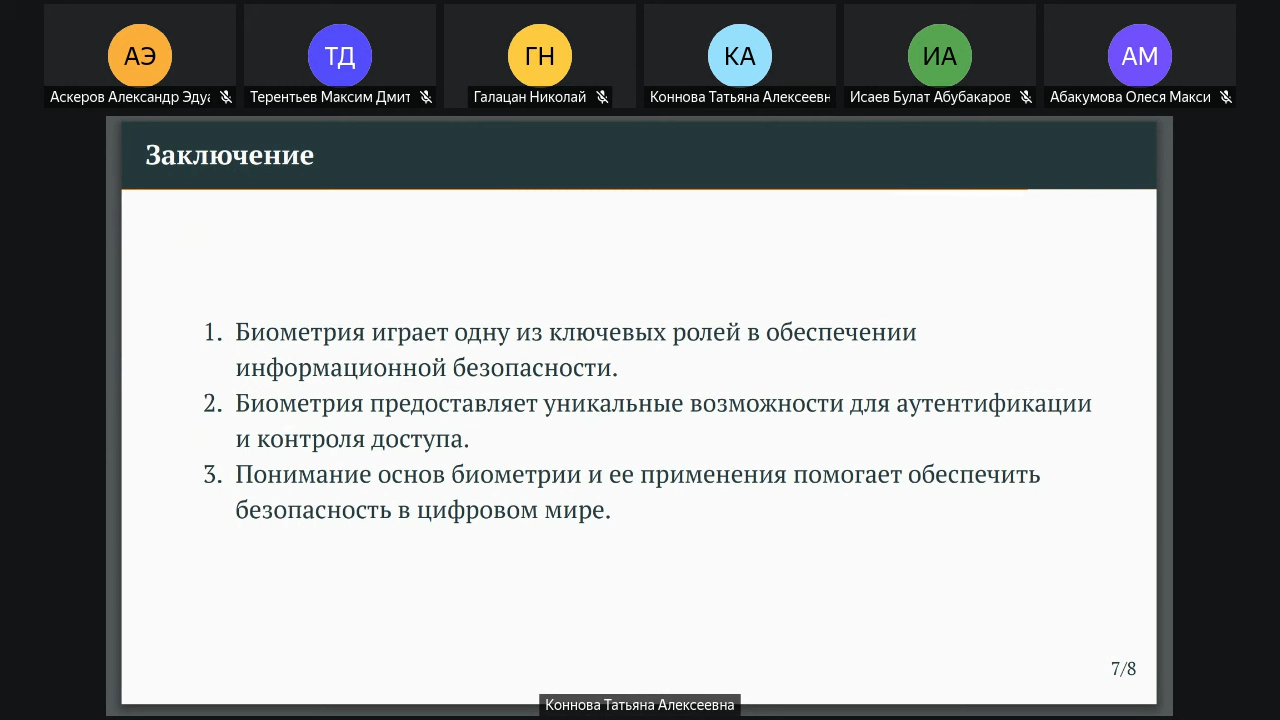 АЭ
ТД
ГН
КА
ИА
АМ
Аскеров Александр Эдуа
Терентьев Максим Дмит
Галацан Николай
Коннова Татьяна Алексеевн
Исаев Булат Абубакаров
Абакумова Олеся Макси
Заключение
1. Биометрия играет одну из ключевых ролей в обеспечении
информационной безопасности.
2. Биометрия предоставляет уникальные возможности для аутентификации
и контроля доступа.
3. Понимание основ биометрии и ее применения помогает обеспечить
безопасность в цифровом мире.
7/8
Коннова Татьяна Алексеевна